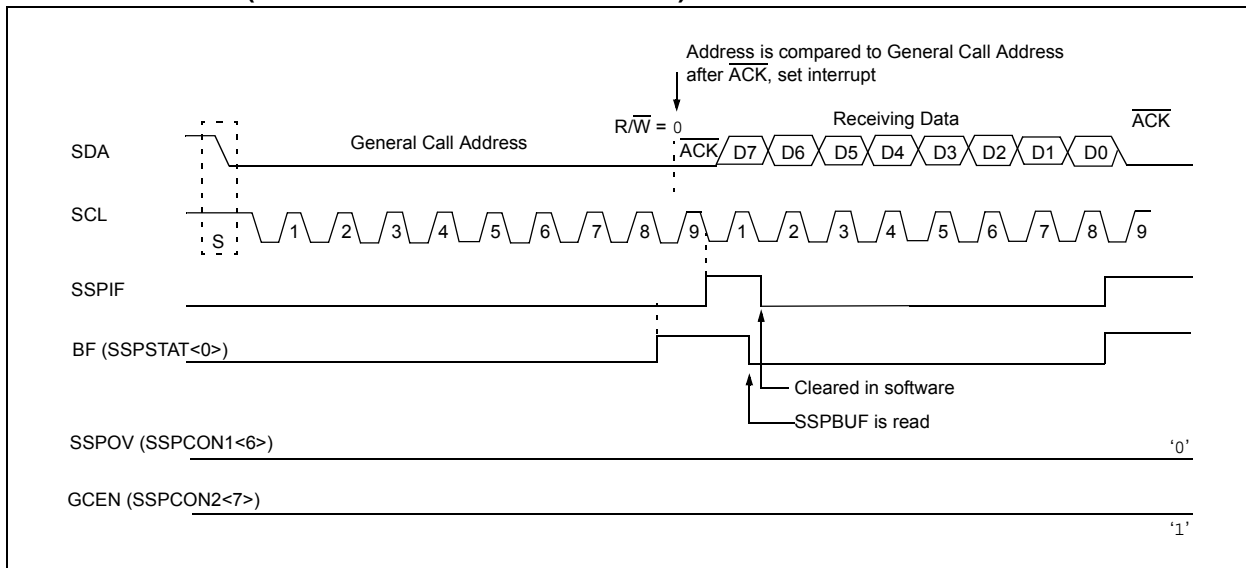 Address is compared to General Call Address
after ACK, set interrupt
R/W = 0
Receiving Data
ACK
General Call Address
SDA
ACK D7 D6 D5 D4 D3 D2 D1 D0
SCL
S
1 2 3 4 5 6 7 8 9 1 2 3 4 5 6 7 8 9
SSPIF
BF (SSPSTAT<0>)
Cleared in software
SSPBUF is read
SSPOV (SSPCON1<6>)
‘0’
GCEN (SSPCON2<7>)
‘1’